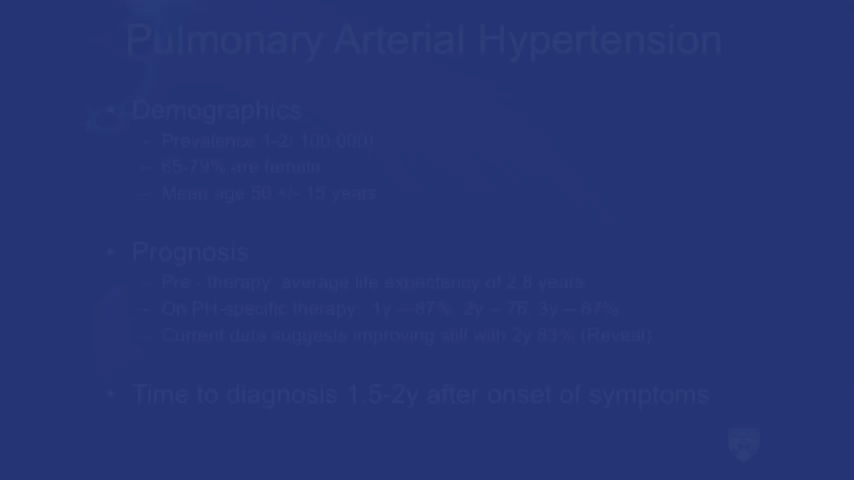 Pulmonary Arterial Hypertension
• Demographics
– Prevalence 1-2/ 100,000
– 65-79% are female
– Mean age 50 +/- 15 years
• Prognosis
– Pre - therapy average life expectancy of 2.8 years
– On PH-specific therapy: 1y – 87%, 2y – 76, 3y – 67%
– Current data suggests improving still with 2y 83% (Reveal)
• Time to diagnosis 1.5-2y after onset of symptoms